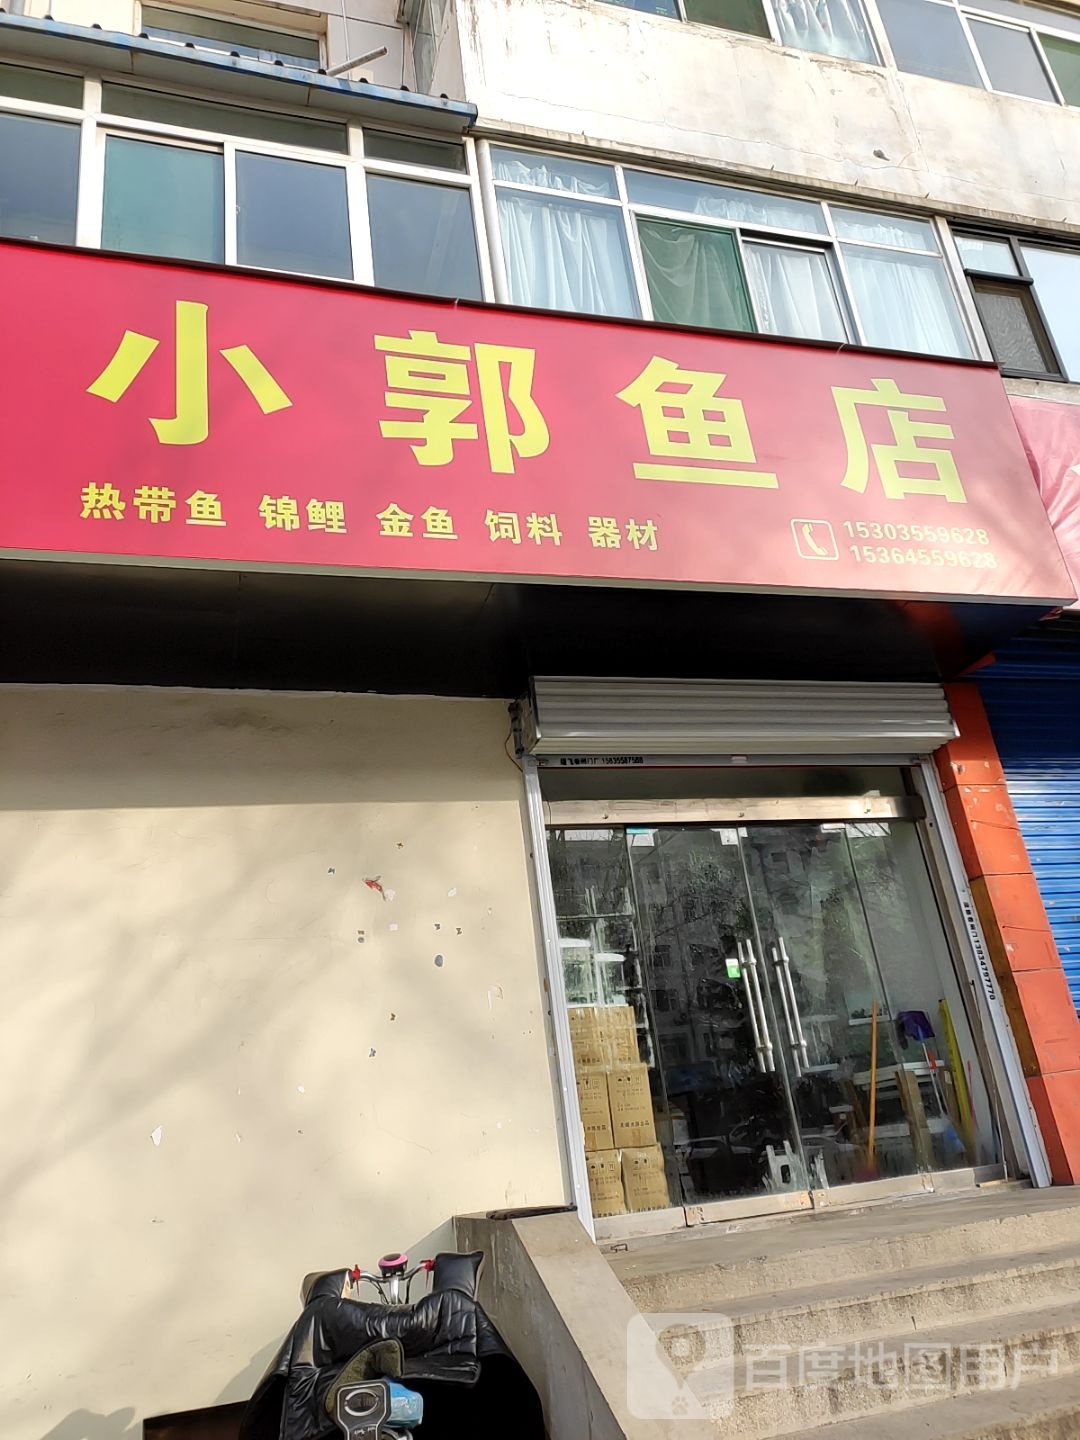 小郭鱼店
热带鱼 锦鲤 金鱼 饲料 器材
15303559628
15364559628
百度地图用户